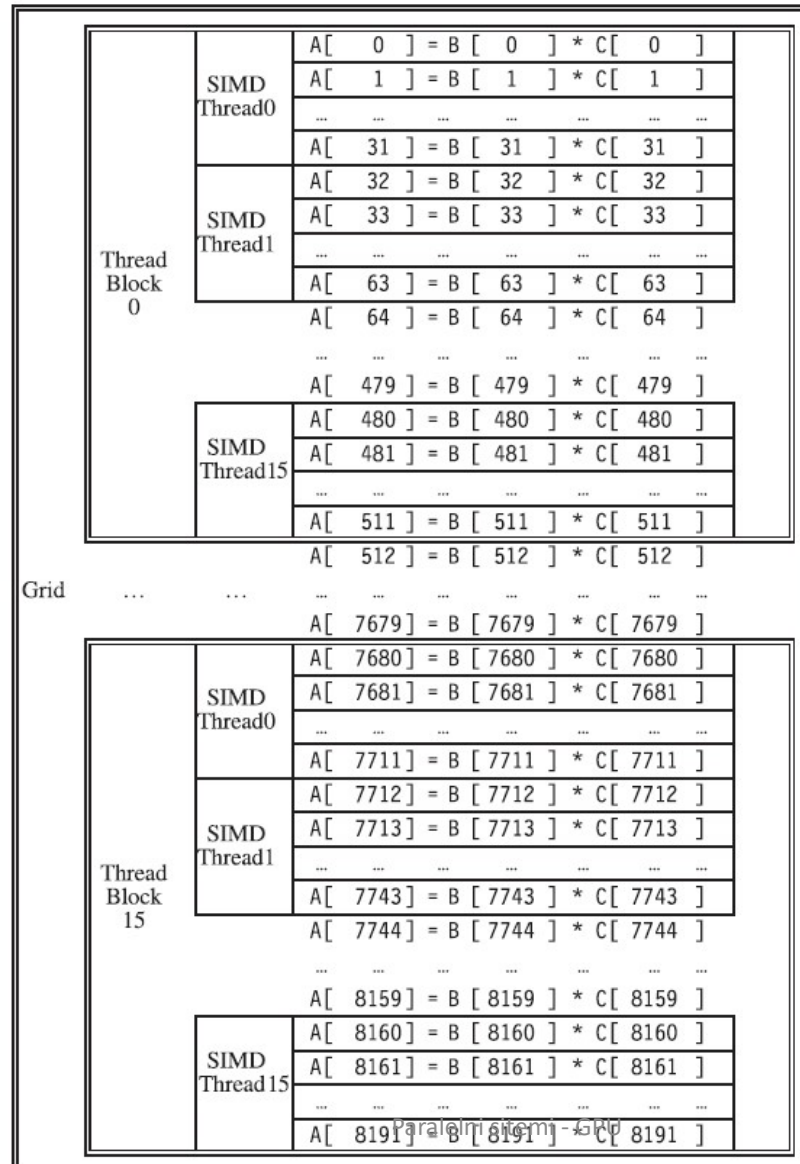 A[ 0 ] = B [ 0 ] * C[ 0 ]
SIMD Thread0
A[ 1 ] = B [ 1 ] * C[ 1 ]
... ... ... ... ... ... ...
A[ 31 ] = B [ 31 ] * C[ 31 ]
A[ 32 ] = B [ 32 ] * C[ 32 ]
SIMD Thread1
A[ 33 ] = B [ 33 ] * C[ 33 ]
... ... ... ... ... ... ...
Thread Block 0
A[ 63 ] = B [ 63 ] * C[ 63 ]
A[ 64 ] = B [ 64 ] * C[ 64 ]
... ... ... ... ... ... ...
A[ 479 ] = B [ 479 ] * C[ 479 ]
A[ 480 ] = B [ 480 ] * C[ 480 ]
SIMD Thread15
A[ 481 ] = B [ 481 ] * C[ 481 ]
... ... ... ... ... ... ...
A[ 511 ] = B [ 511 ] * C[ 511 ]
A[ 512 ] = B [ 512 ] * C[ 512 ]
Grid ... ... ... ... ... ... ... ... ...
A[ 7679] = B [ 7679 ] * C[ 7679 ]
A[ 7680] = B [ 7680 ] * C[ 7680 ]
SIMD Thread0
A[ 7681] = B [ 7681 ] * C[ 7681 ]
... ... ... ... ... ... ...
A[ 7711] = B [ 7711 ] * C[ 7711 ]
A[ 7712] = B [ 7712 ] * C[ 7712 ]
SIMD Thread1
A[ 7713] = B [ 7713 ] * C[ 7713 ]
... ... ... ... ... ... ...
Thread Block 15
A[ 7743] = B [ 7743 ] * C[ 7743 ]
A[ 7744] = B [ 7744 ] * C[ 7744 ]
... ... ... ... ... ... ...
A[ 8159] = B [ 8159 ] * C[ 8159 ]
A[ 8160] = B [ 8160 ] * C[ 8160 ]
SIMD Thread15
A[ 8161] = B [ 8161 ] * C[ 8161 ]
... ... ... ... ... ... ...
Paralelni sitemi - GPU
A[ 8191] = B [ 8191 ] * C[ 8191 ]